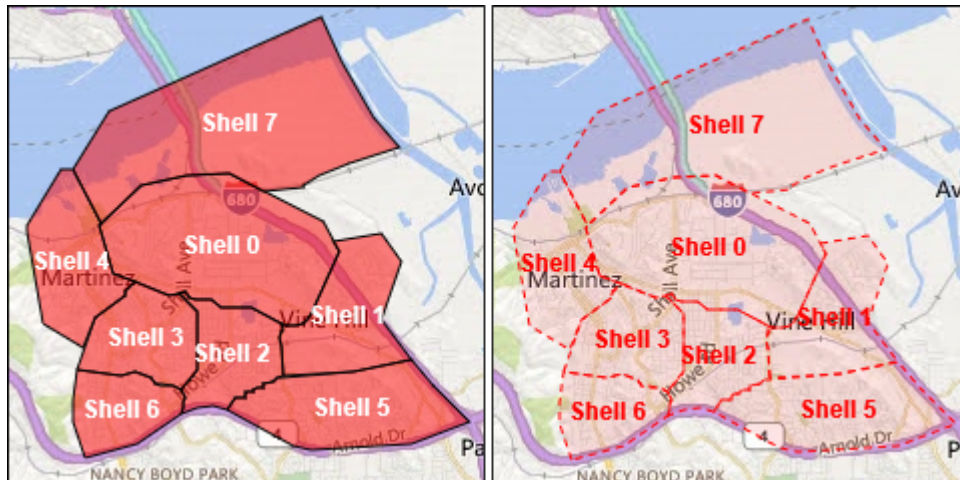 Shell 7
680
Avo
Shell 0
Shell Ave
Shell 4
Martinez
Shell 1
Vine Hill
Shell 3
Shell 2
Howe R
Shell 6
Shell 5
4
Arnold Dr
Pa
NANCY BOYD PARK
Shell 7
680
Av
Shell 0
Shell Ave
Shell 4
Martinez
Shell 1
Vine Hill
Shell 3
Shell 2
Howe Rd
Shell 6
Shell 5
4
Arnold Dr
Pa
NANCY BOYD PARK